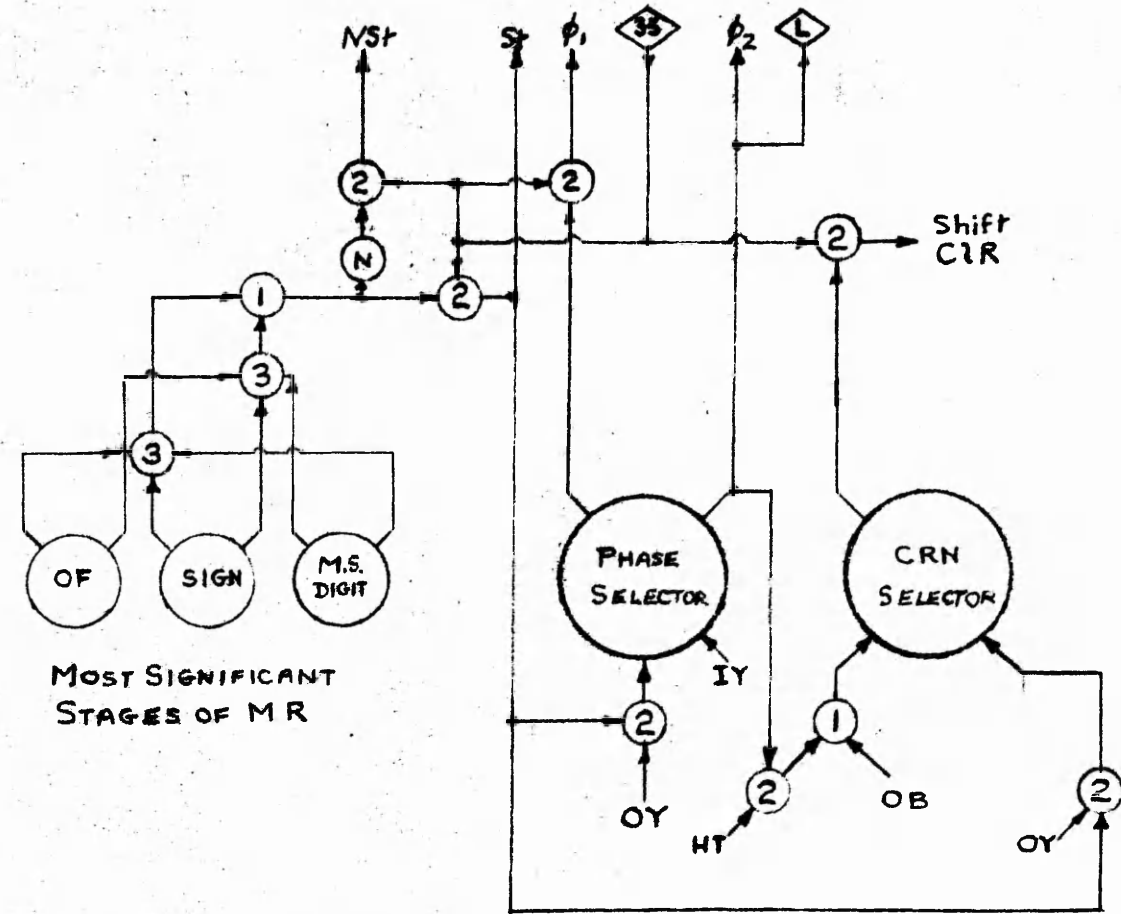 NSt
St
φ₁
35
φ₂
L
2
2
2
Shift
CIR
N
1
2
3
3
OF
SIGN
M.S.
DIGIT
PHASE
SELECTOR
CRN
SELECTOR
MOST SIGNIFICANT
STAGES OF MR
IY
2
1
OY
2
HT
OB
2
OY